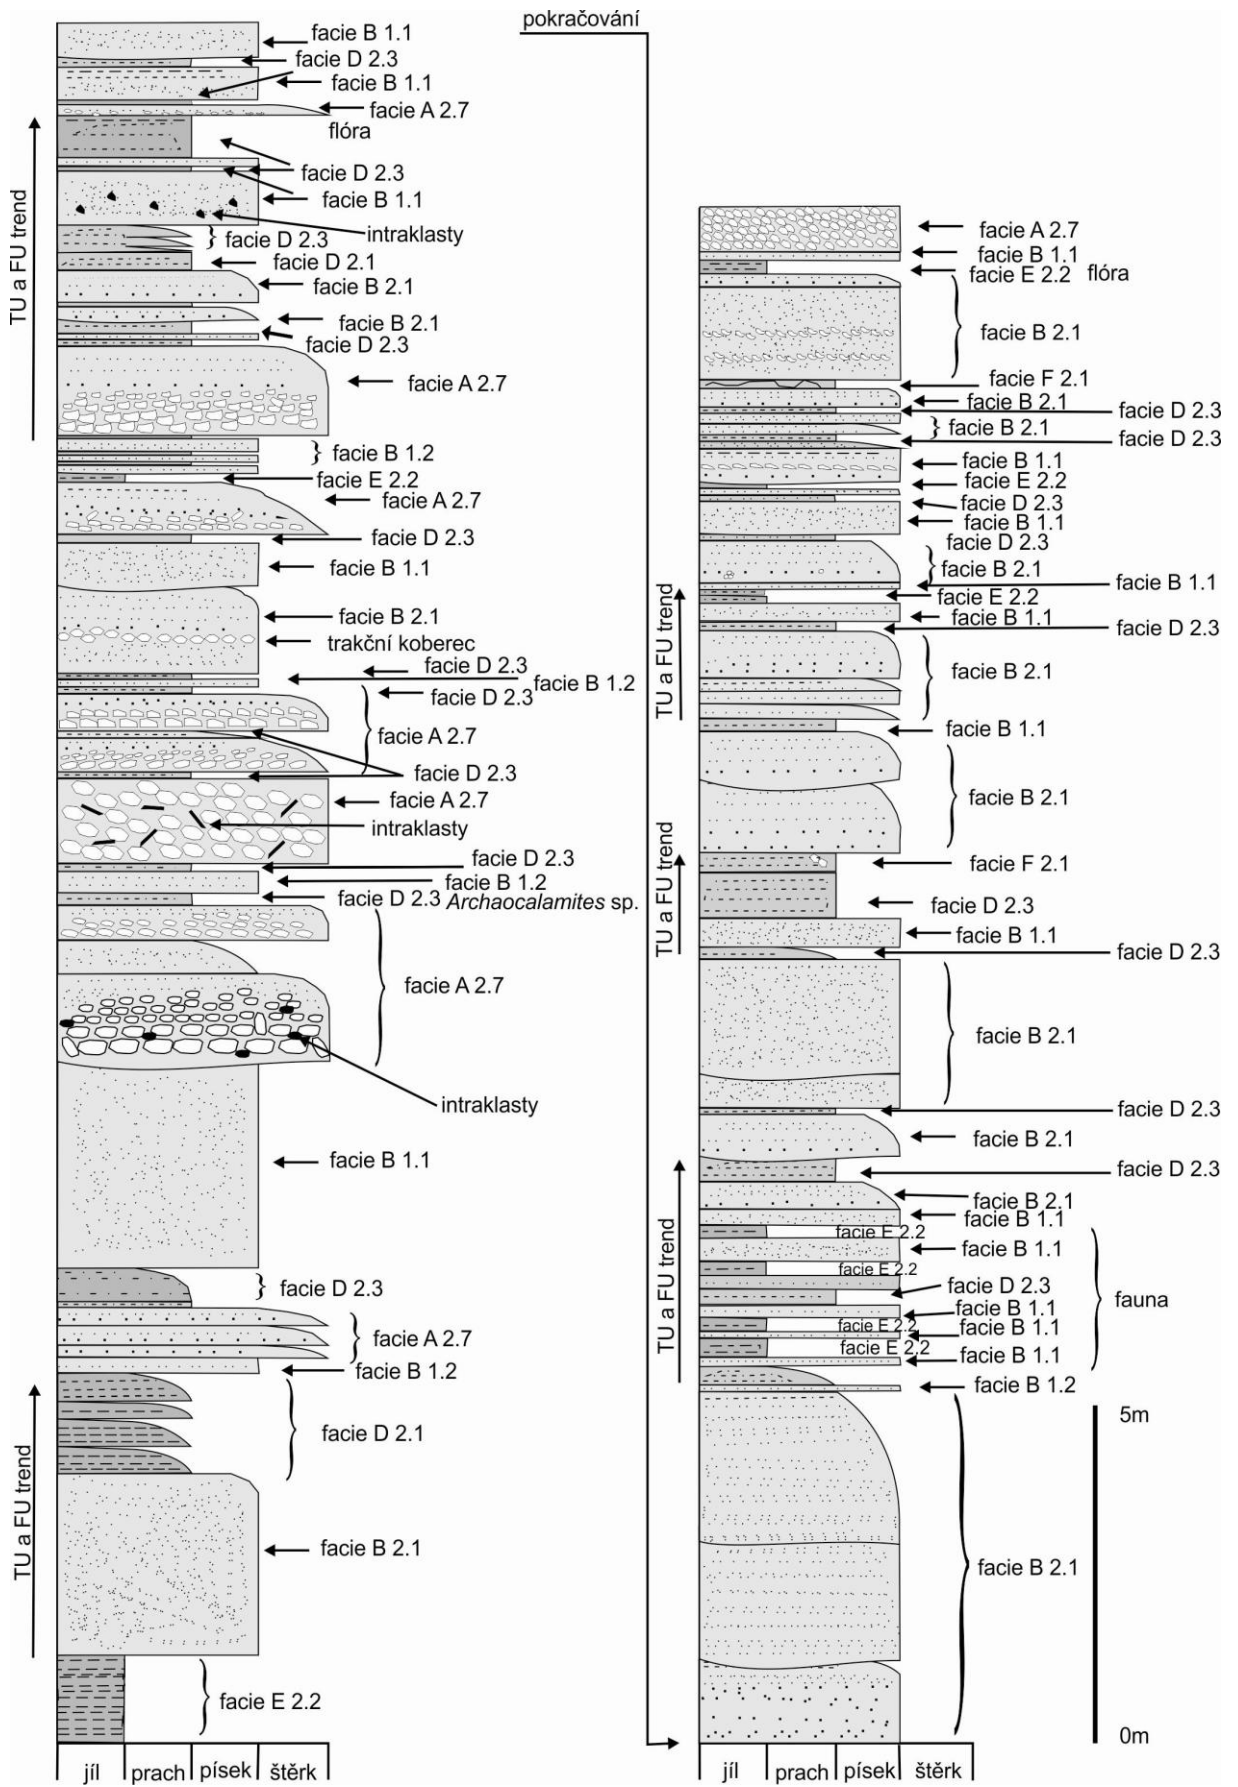 pokračování
facie B 1.1
facie D 2.3
facie B 1.1
facie A 2.7
flóra
facie D 2.3
facie B 1.1
intraklasty
facie D 2.3
facie D 2.1
facie B 2.1
facie B 2.1
facie D 2.3
facie A 2.7
TU a FU trend
facie B 1.2
facie E 2.2
facie A 2.7
facie D 2.3
facie B 1.1
facie B 2.1
trakční koberec
facie D 2.3
facie B 1.2
facie D 2.3
facie A 2.7
facie D 2.3
facie A 2.7
intraklasty
facie D 2.3
facie B 1.2
facie D 2.3 Archaocalamites sp.
facie A 2.7
intraklasty
facie B 1.1
facie D 2.3
facie A 2.7
facie B 1.2
facie D 2.1
TU a FU trend
facie B 2.1
facie E 2.2
jíl prach písek štěrk
facie A 2.7
facie B 1.1
facie E 2.2 flóra
facie B 2.1
facie F 2.1
facie B 2.1
facie D 2.3
facie B 2.1
facie D 2.3
facie B 1.1
facie E 2.2
facie D 2.3
facie B 1.1
facie D 2.3
facie B 2.1
facie B 1.1
facie E 2.2
facie B 1.1
facie D 2.3
TU a FU trend
facie B 2.1
facie B 1.1
facie B 2.1
facie F 2.1
TU a FU trend
facie D 2.3
facie B 1.1
facie D 2.3
facie B 2.1
facie D 2.3
facie B 2.1
facie D 2.3
facie B 2.1
facie B 1.1
facie E 2.2
facie B 1.1
facie E 2.2
TU a FU trend
facie D 2.3
fauna
facie B 1.1
facie E 2.2
facie B 1.1
facie E 2.2
facie B 1.1
facie B 1.2
5m
facie B 2.1
0m
jíl prach písek štěrk